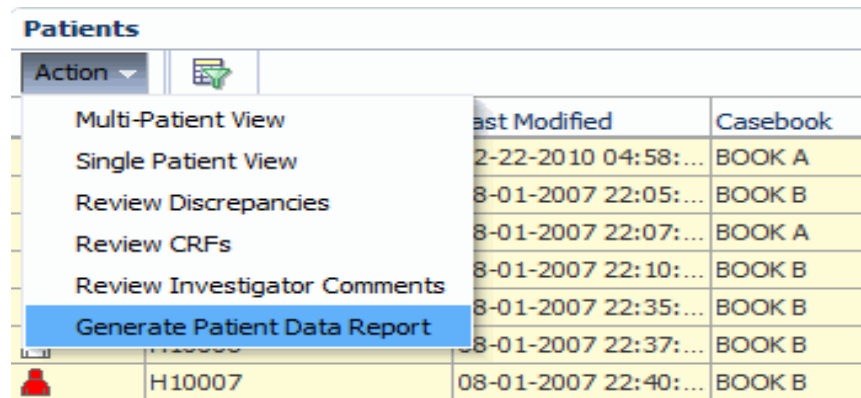 Patients
Action
Multi-Patient View
Single Patient View
Review Discrepancies
Review CRFs
Review Investigator Comments
Generate Patient Data Report
ast Modified Casebook
2-22-2010 04:58:... BOOK A
8-01-2007 22:05:... BOOK B
8-01-2007 22:07:... BOOK A
8-01-2007 22:10:... BOOK B
8-01-2007 22:35:... BOOK B
08-01-2007 22:37:... BOOK B
H10007 08-01-2007 22:40:... BOOK B